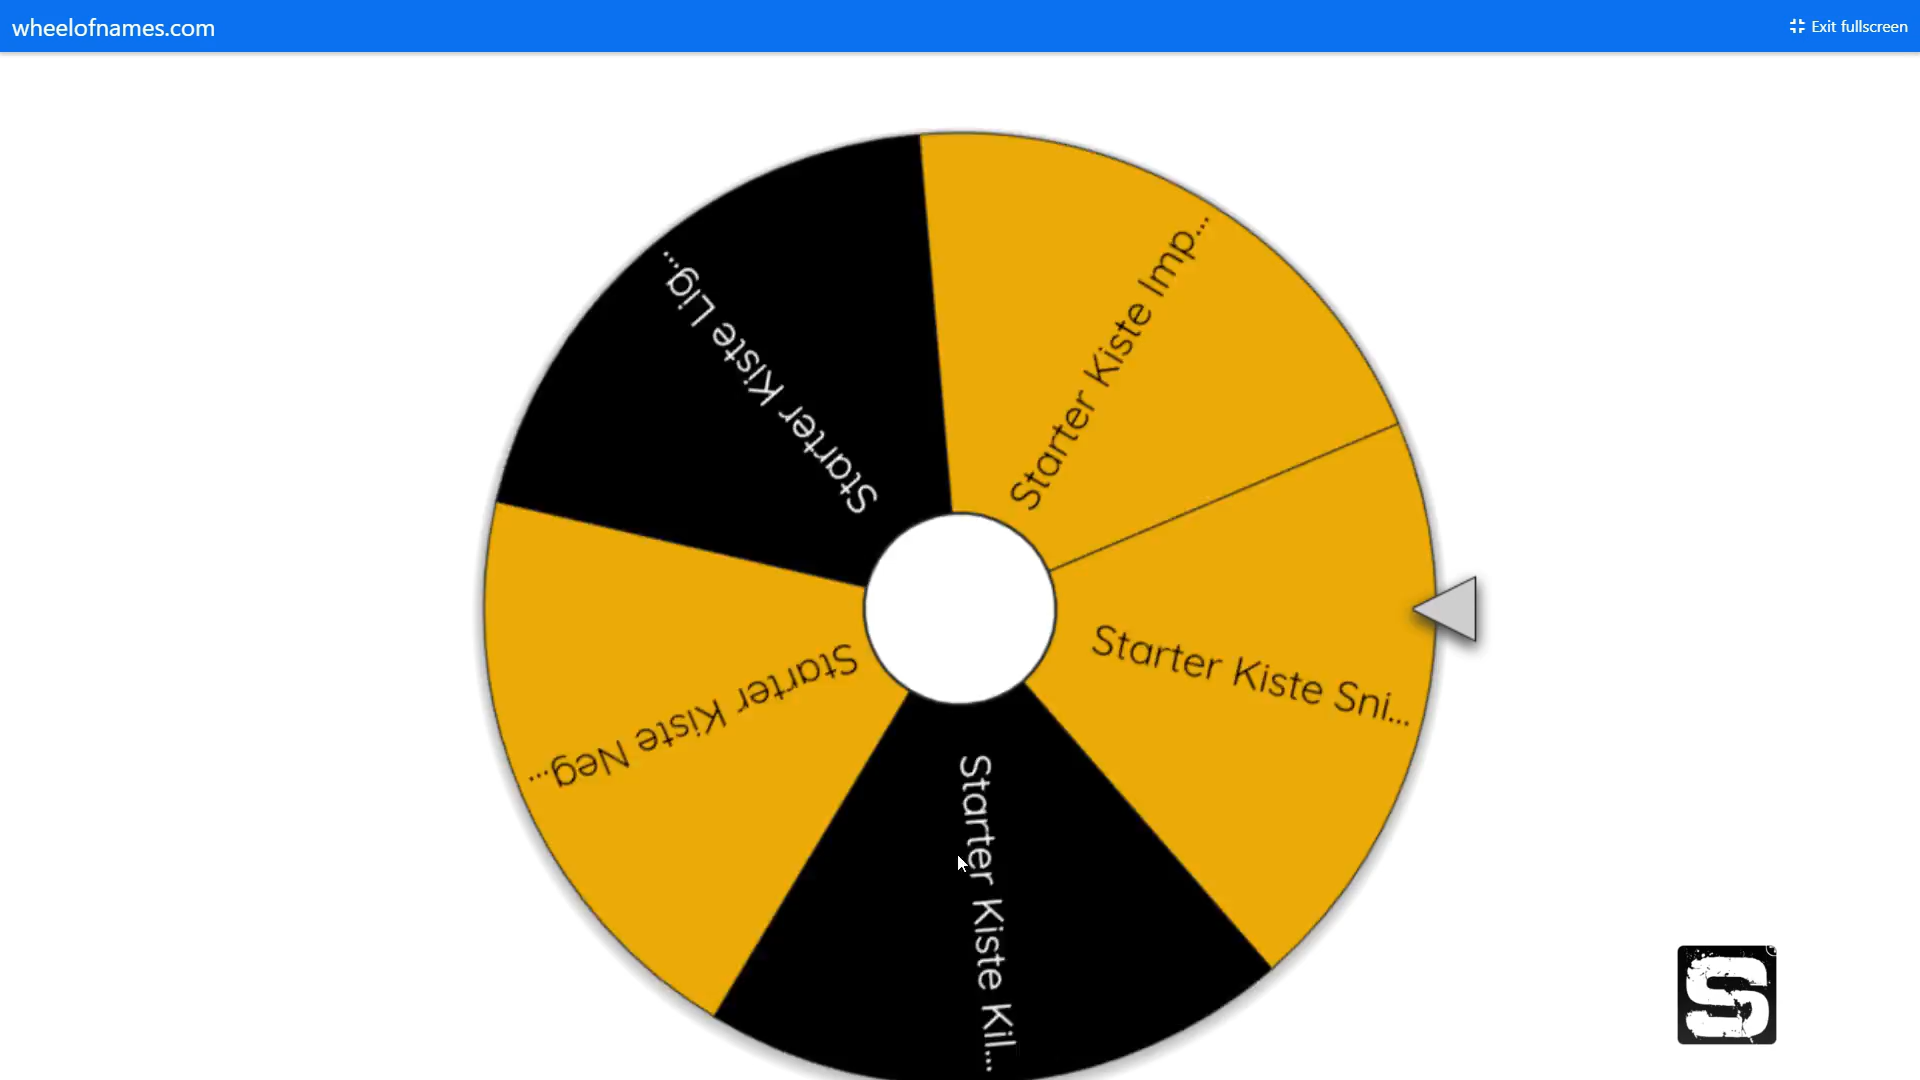 wheelofnames.com
Exit fullscreen
Starter Kiste Imp...
Starter Kiste Lig...
Starter Kiste Sni...
Starter Kiste Neg...
Starter Kiste Kil...
S